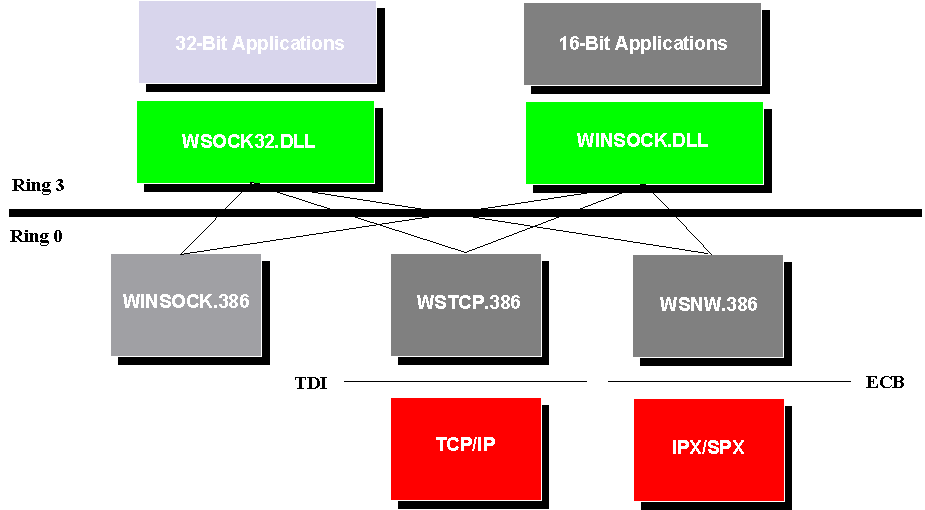 32-Bit Applications
16-Bit Applications
WSOCK32.DLL
WINSOCK.DLL
Ring 3
Ring 0
WINSOCK.386
WSTCP.386
WSNW.386
TDI
ECB
TCP/IP
IPX/SPX